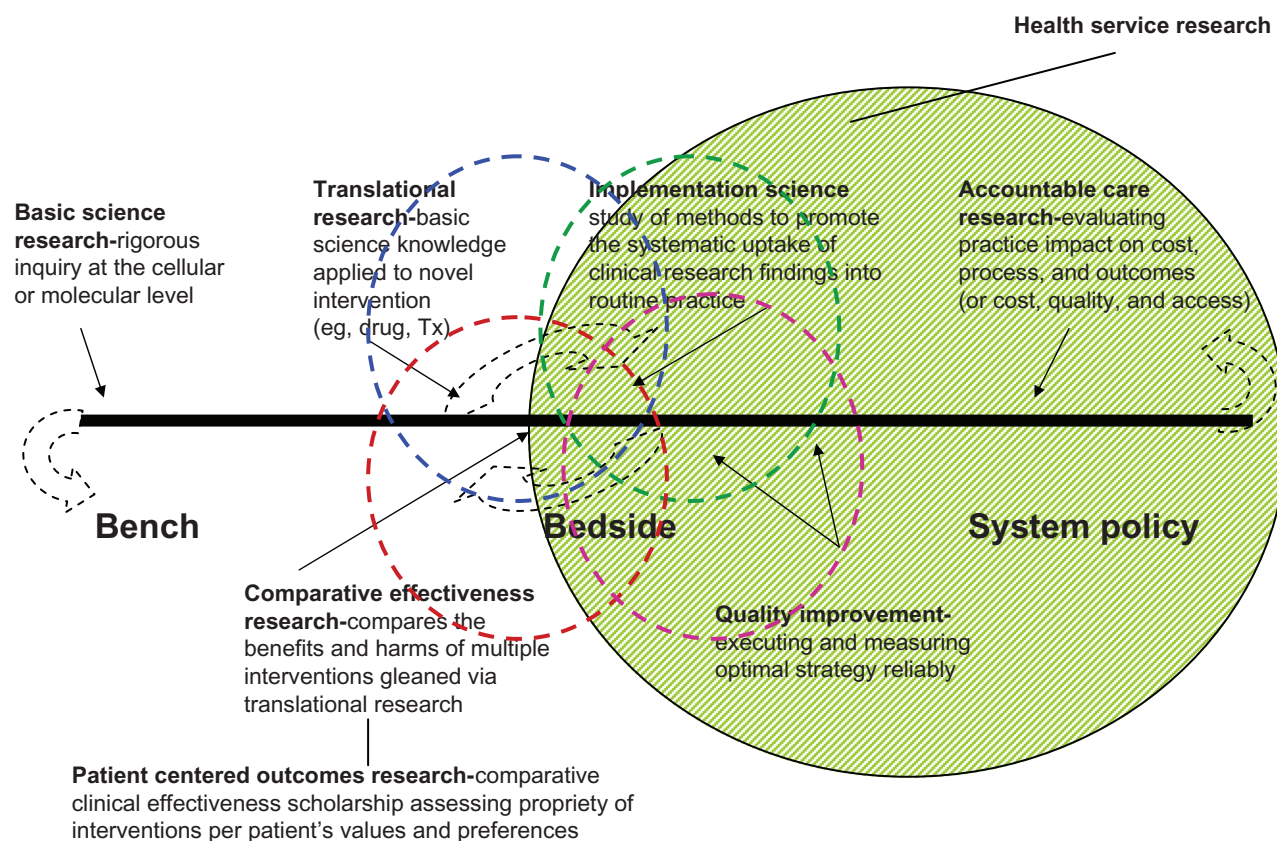 Health service research
Basic science
research-rigorous
inquiry at the cellular
or molecular level
Translational
research-basic
science knowledge
applied to novel
intervention
(eg, drug, Tx)
Implementation science
study of methods to promote
the systematic uptake of
clinical research findings into
routine practice
Accountable care
research-evaluating
practice impact on cost,
process, and outcomes
(or cost, quality, and access)
Bench
Bedside
System policy
Comparative effectiveness
research-compares the
benefits and harms of multiple
interventions gleaned via
translational research
Quality improvement-
executing and measuring
optimal strategy reliably
Patient centered outcomes research-comparative
clinical effectiveness scholarship assessing propriety of
interventions per patient’s values and preferences